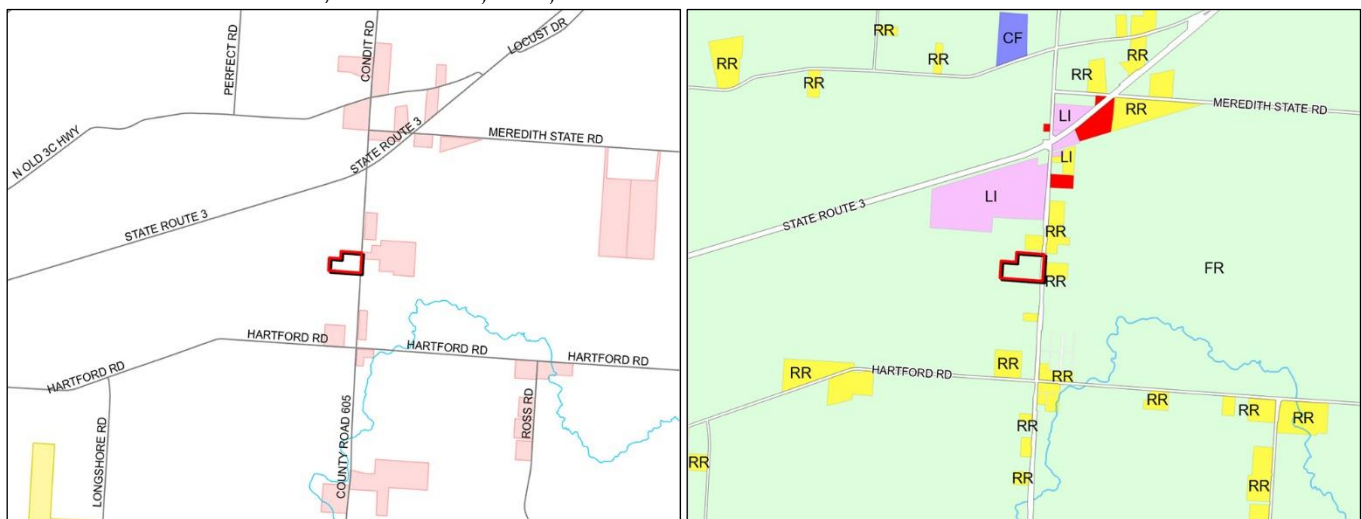 PERFECT RD
CONDIT RD
LOCUST DR
N OLD 3C HWY
STATE ROUTE 3
MEREDITH STATE RD
STATE ROUTE 3
HARTFORD RD
HARTFORD RD
HARTFORD RD
HARTFORD RD
LONGSHORE RD
COUNTY ROAD 605
ROSS RD
RR
CF
RR
RR
RR
RR
RR
RR
MEREDITH STATE RD
LI
LI
LI
STATE ROUTE 3
RR
FR
RR
RR
RR
HARTFORD RD
RR
RR
RR
RR
RR
RR
RR
RR